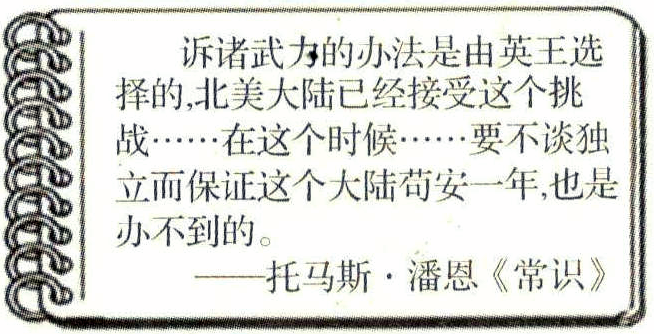 诉诸武力的办法是由英王选
择的,北美大陆已经接受这个挑
战……在这个时候……要不谈独
立而保证这个大陆苟安一年,也是
办不到的。
——托马斯·潘恩《常识》